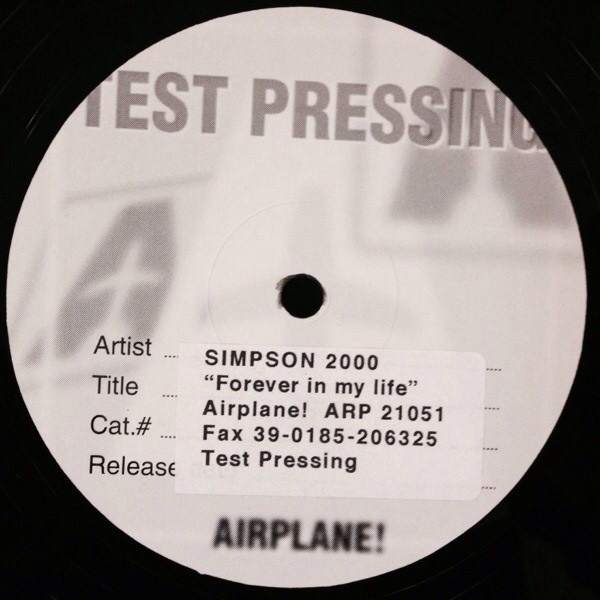 TEST PRESSING
Artist
SIMPSON 2000
Title
“Forever in my life”
Airplane! ARP 21051
Cat.#
Fax 39-0185-206325
Release
Test Pressing
AIRPLANE!